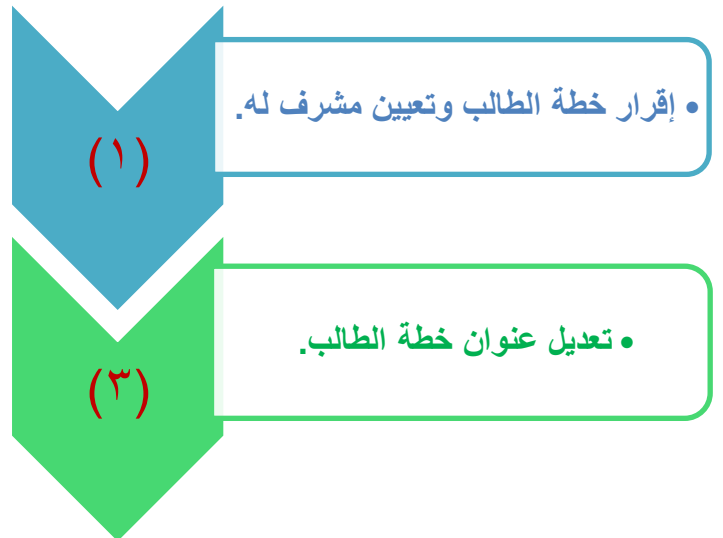 (١)
• إقرار خطة الطالب وتعيين مشرف له.
(٣)
• تعديل عنوان خطة الطالب.